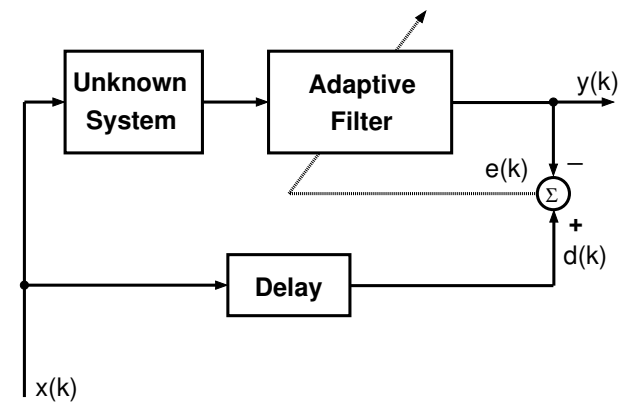 Unknown
System
Adaptive
Filter
y(k)
e(k)
−
Σ
+
d(k)
Delay
x(k)